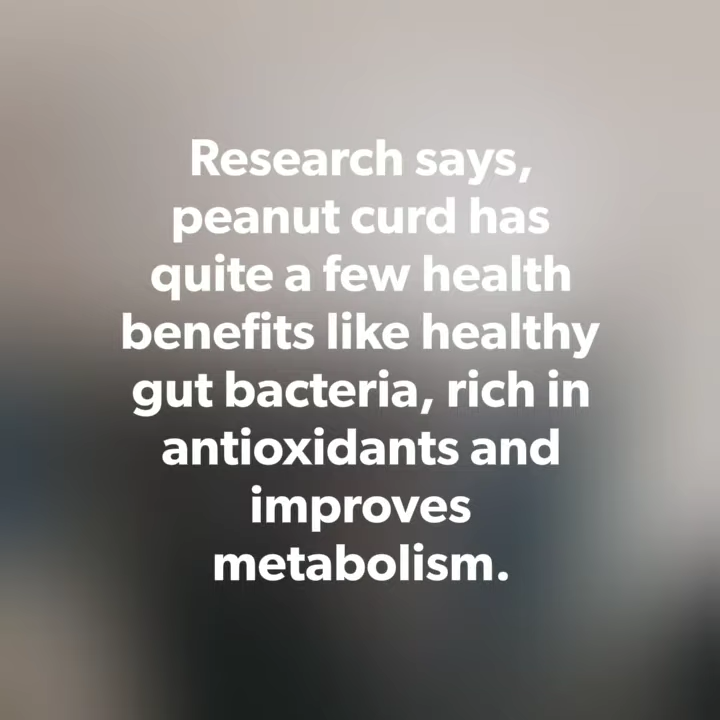 Research says,
peanut curd has
quite a few health
benefits like healthy
gut bacteria, rich in
antioxidants and
improves
metabolism.